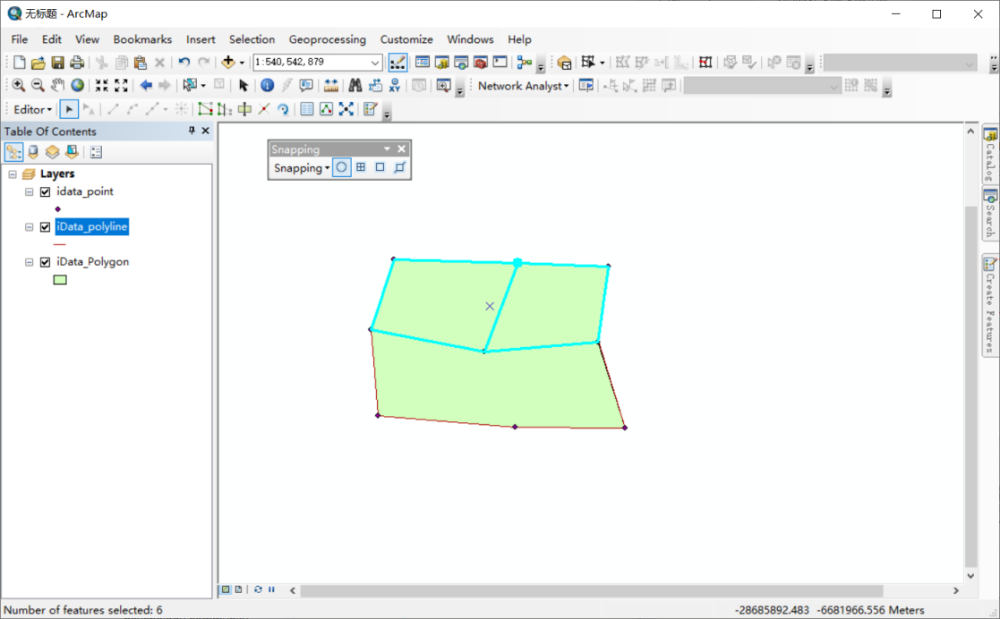 无标题 - ArcMap
File Edit View Bookmarks Insert Selection Geoprocessing Customize Windows Help
1:540,542,879
Network Analyst
Editor
Table Of Contents
Layers
idata_point
iData_polyline
iData_Polygon
Snapping
Snapping
Catalog
Search
Create Features
Number of features selected: 6
-28685892.483 -6681966.556 Meters